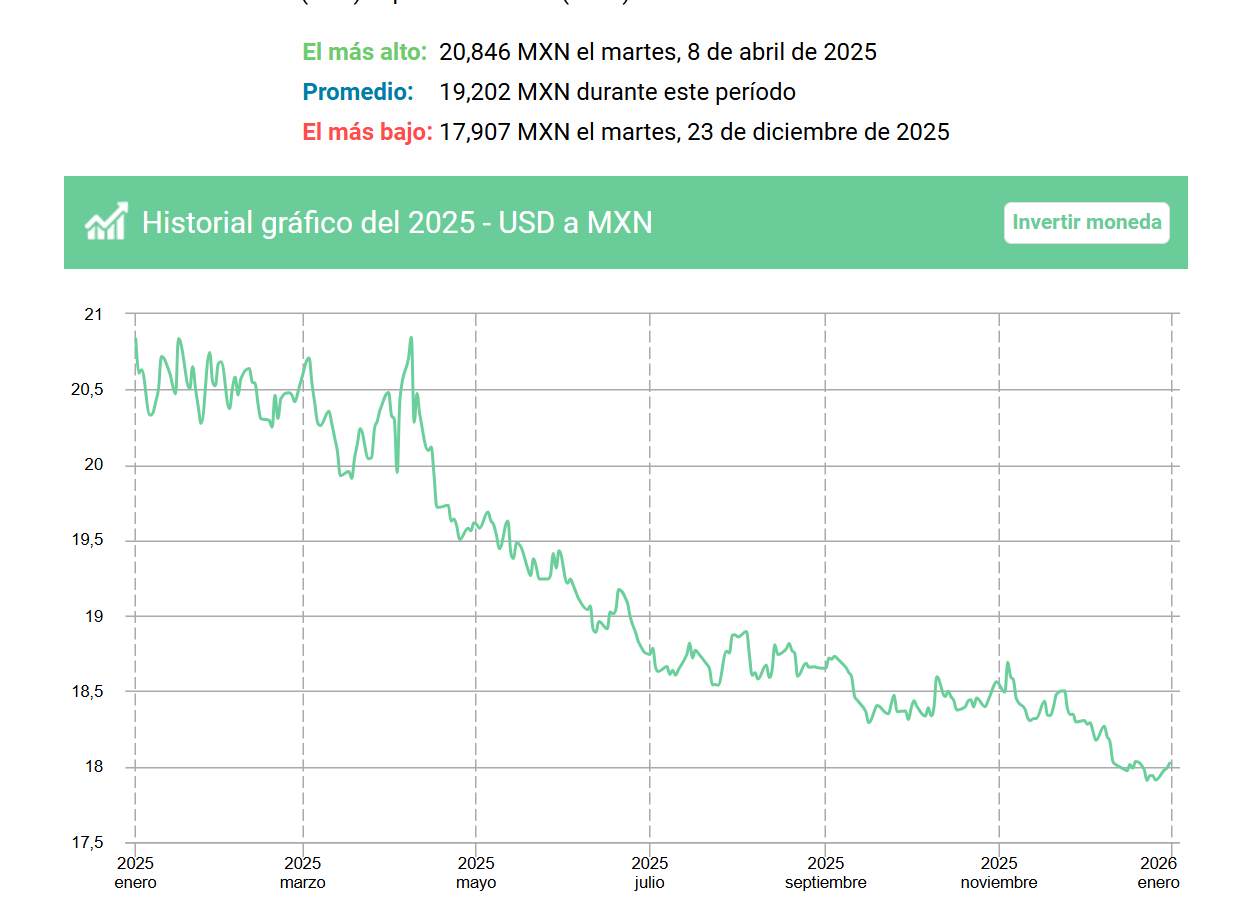 El más alto: 20,846 MXN el martes, 8 de abril de 2025
Promedio: 19,202 MXN durante este período
El más bajo: 17,907 MXN el martes, 23 de diciembre de 2025
Historial gráfico del 2025 - USD a MXN
Invertir moneda
21
20,5
20
19,5
19
18,5
18
17,5
2025 2025 2025 2025 2025 2025 2026
enero marzo mayo julio septiembre noviembre enero